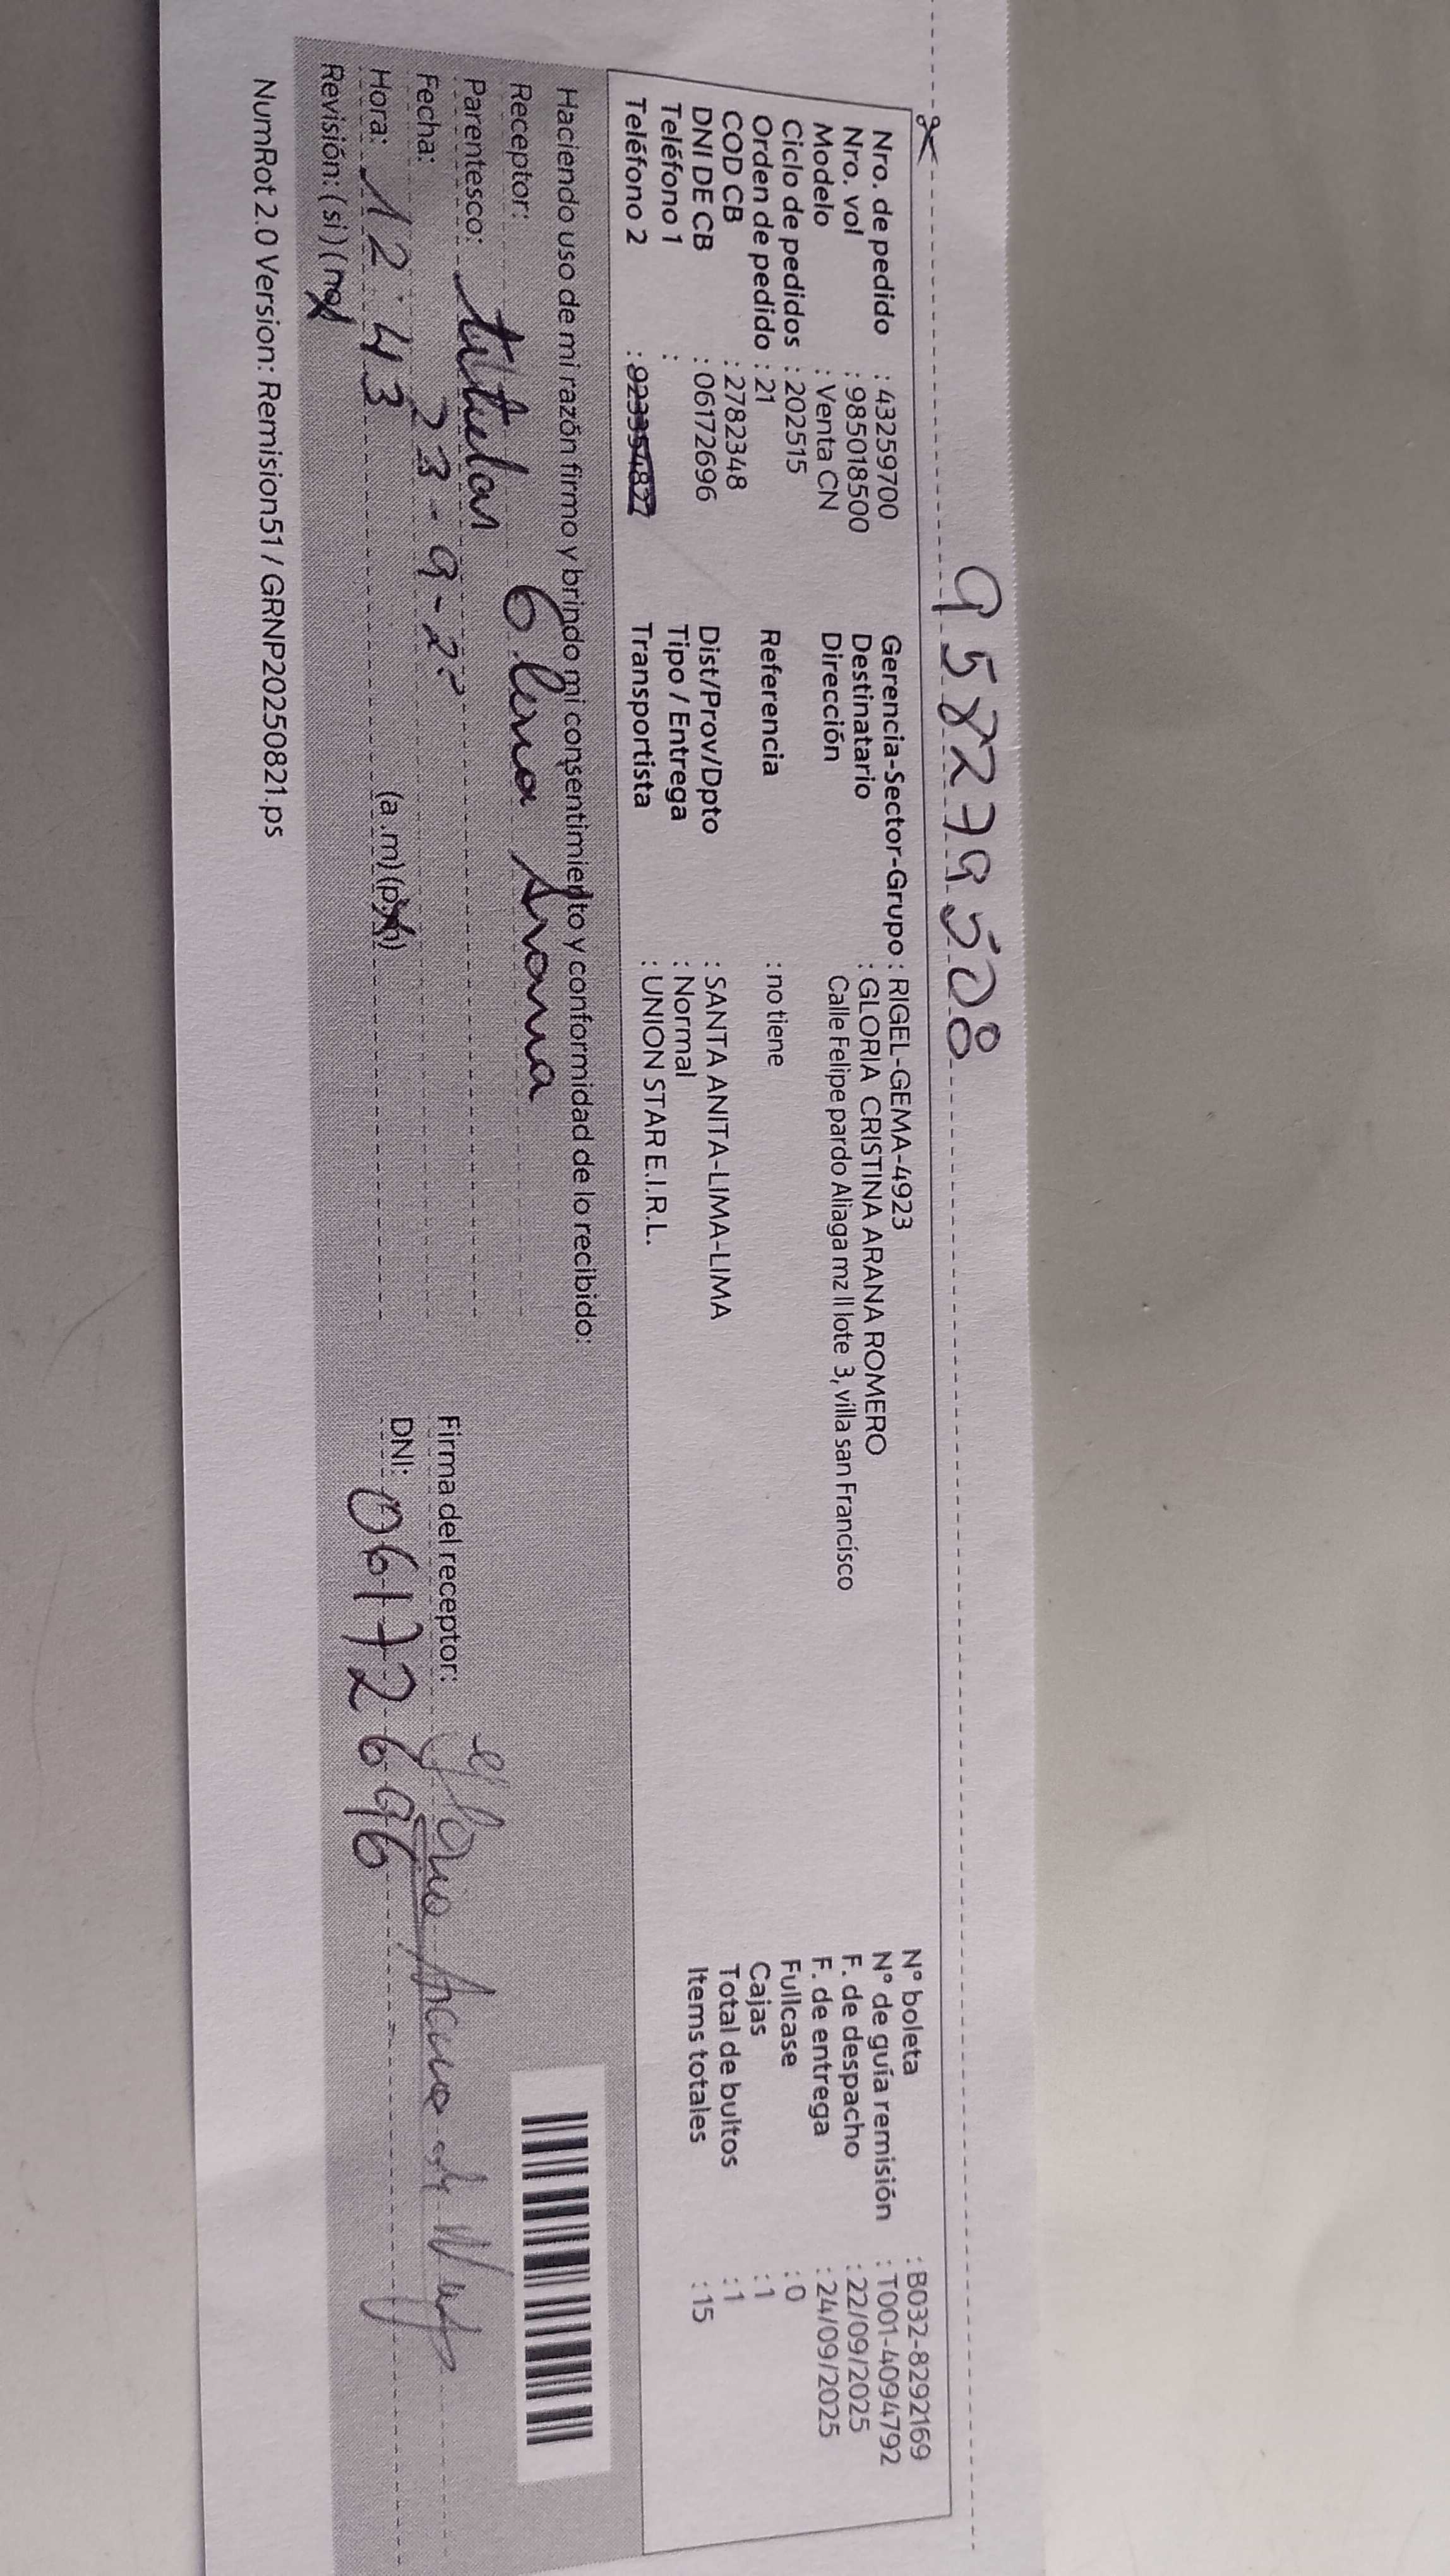 958279508
Nro. de pedido : 43259700
Nro. vol : 985018500
Modelo : Venta CN
Ciclo de pedidos : 202515
Orden de pedido : 21
COD CB : 2782348
DNI DE CB : 06172696
Teléfono 1 :
Teléfono 2 : 923354877
Gerencia-Sector-Grupo : RIGEL-GEMA-4923
Destinatario : GLORIA CRISTINA ARANA ROMERO
Dirección Calle Felipe pardo Aliaga mz ll lote 3, villa san Francisco
Referencia : no tiene
Dist/Prov/Dpto : SANTA ANITA-LIMA-LIMA
Tipo / Entrega : Normal
Transportista : UNION STAR E.I.R.L.
Nº boleta : B032-8292169
Nº de guía remisión : T001-4094792
F. de despacho : 22/09/2025
F. de entrega : 24/09/2025
Fullcase : 0
Cajas : 1
Total de bultos : 1
Items totales : 15
Haciendo uso de mi razón firmo y brindo mi consentimiento y conformidad de lo recibido:
Receptor: Arana
Parentesco: titular
Fecha: 23-9-2
Hora: 12:43 (a.m) (p.m)
Revisión: (si) (no)
Firma del receptor:
DNI: 06172696
NumRot 2.0 Version: Remision51 / GRNP20250821.ps